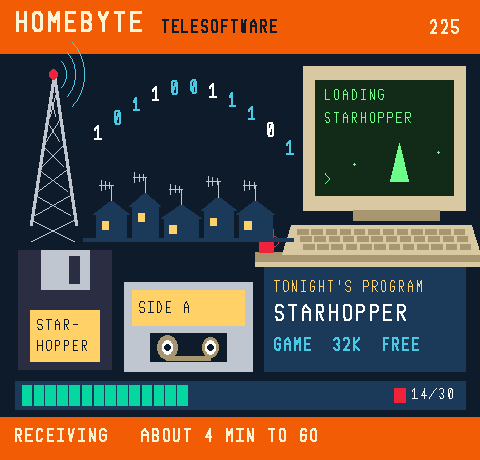 HOMEBYTE TELESOFTWARE 225
1 0 1 1 0 0 1 1 1 0 1
LOADING
STARHOPPER
>
STAR-
HOPPER
SIDE A
TONIGHT'S PROGRAM
STARHOPPER
GAME 32K FREE
14/30
RECEIVING ABOUT 4 MIN TO GO